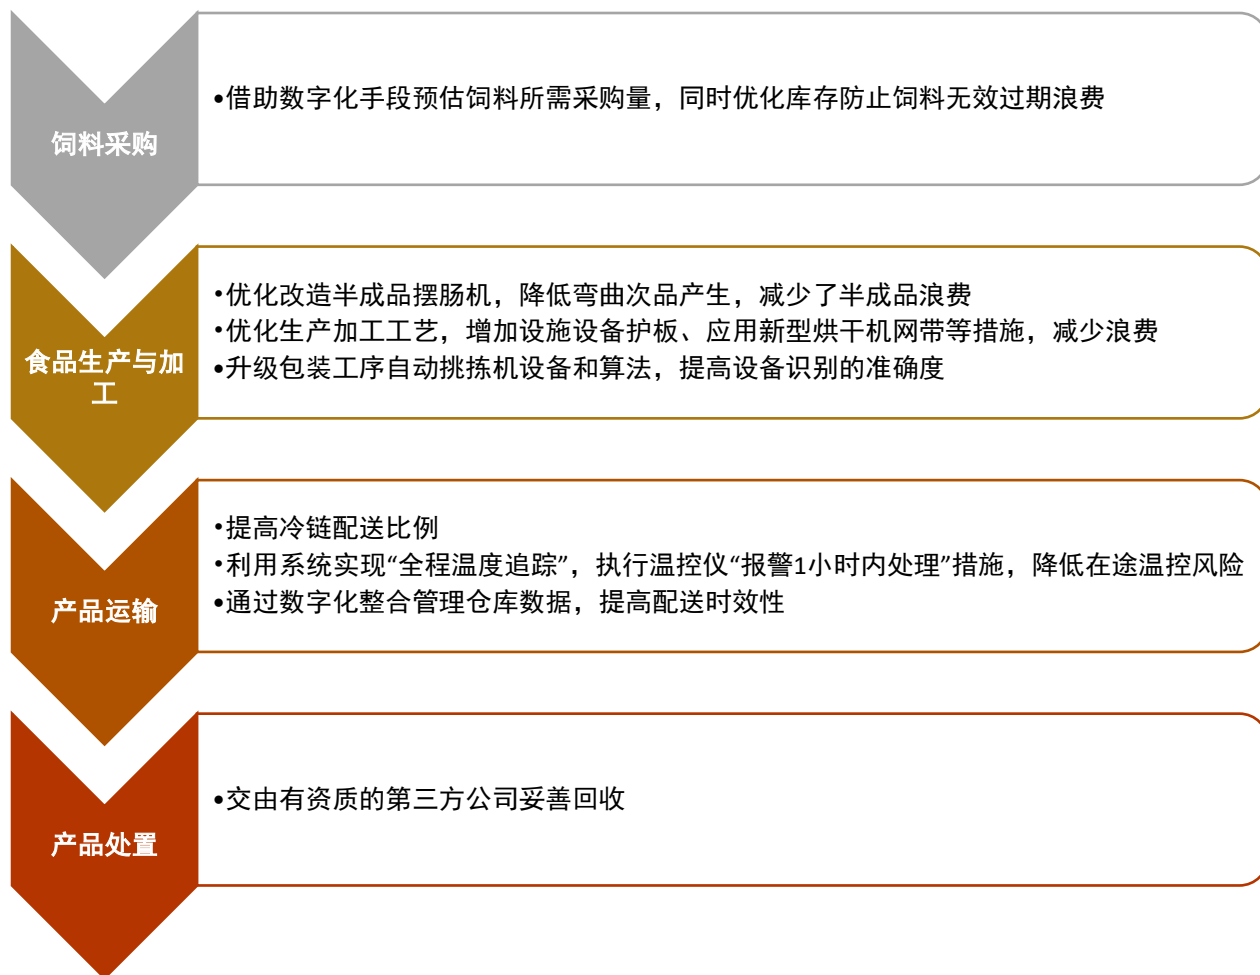 饲料采购
•借助数字化手段预估饲料所需采购量，同时优化库存防止饲料无效过期浪费
食品生产与加
工
•优化改造半成品摆肠机，降低弯曲次品产生，减少了半成品浪费
•优化生产加工工艺，增加设施设备护板、应用新型烘干机网带等措施，减少浪费
•升级包装工序自动挑拣机设备和算法，提高设备识别的准确度
产品运输
•提高冷链配送比例
•利用系统实现“全程温度追踪”，执行温控仪“报警1小时内处理”措施，降低在途温控风险
•通过数字化整合管理仓库数据，提高配送时效性
产品处置
•交由有资质的第三方公司妥善回收